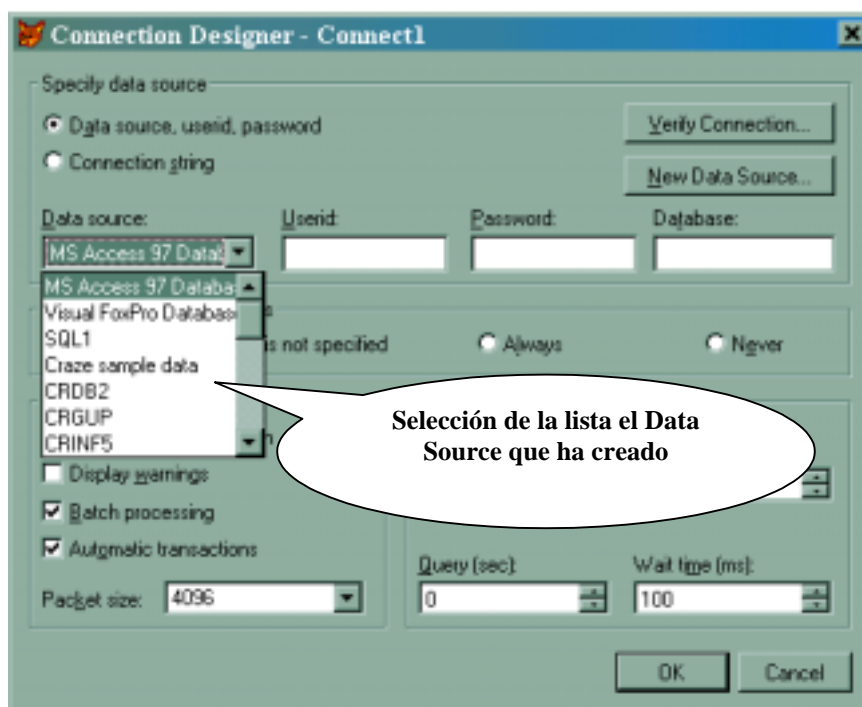 Connection Designer - Connect1
Specify data source
Data source, userid, password
Verify Connection...
Connection string
New Data Source...
Data source:
Userid:
Password:
Database:
MS Access 97 Datab
MS Access 97 Databa
Visual FoxPro Databas
SQL1
is not specified
Always
Never
Craze sample data
CRDB2
CRGUP
CRINF5
Selección de la lista el Data
Source que ha creado
Display warnings
Batch processing
Automatic transactions
Query (sec):
Wait time (ms):
Packet size:
4096
0
100
OK
Cancel